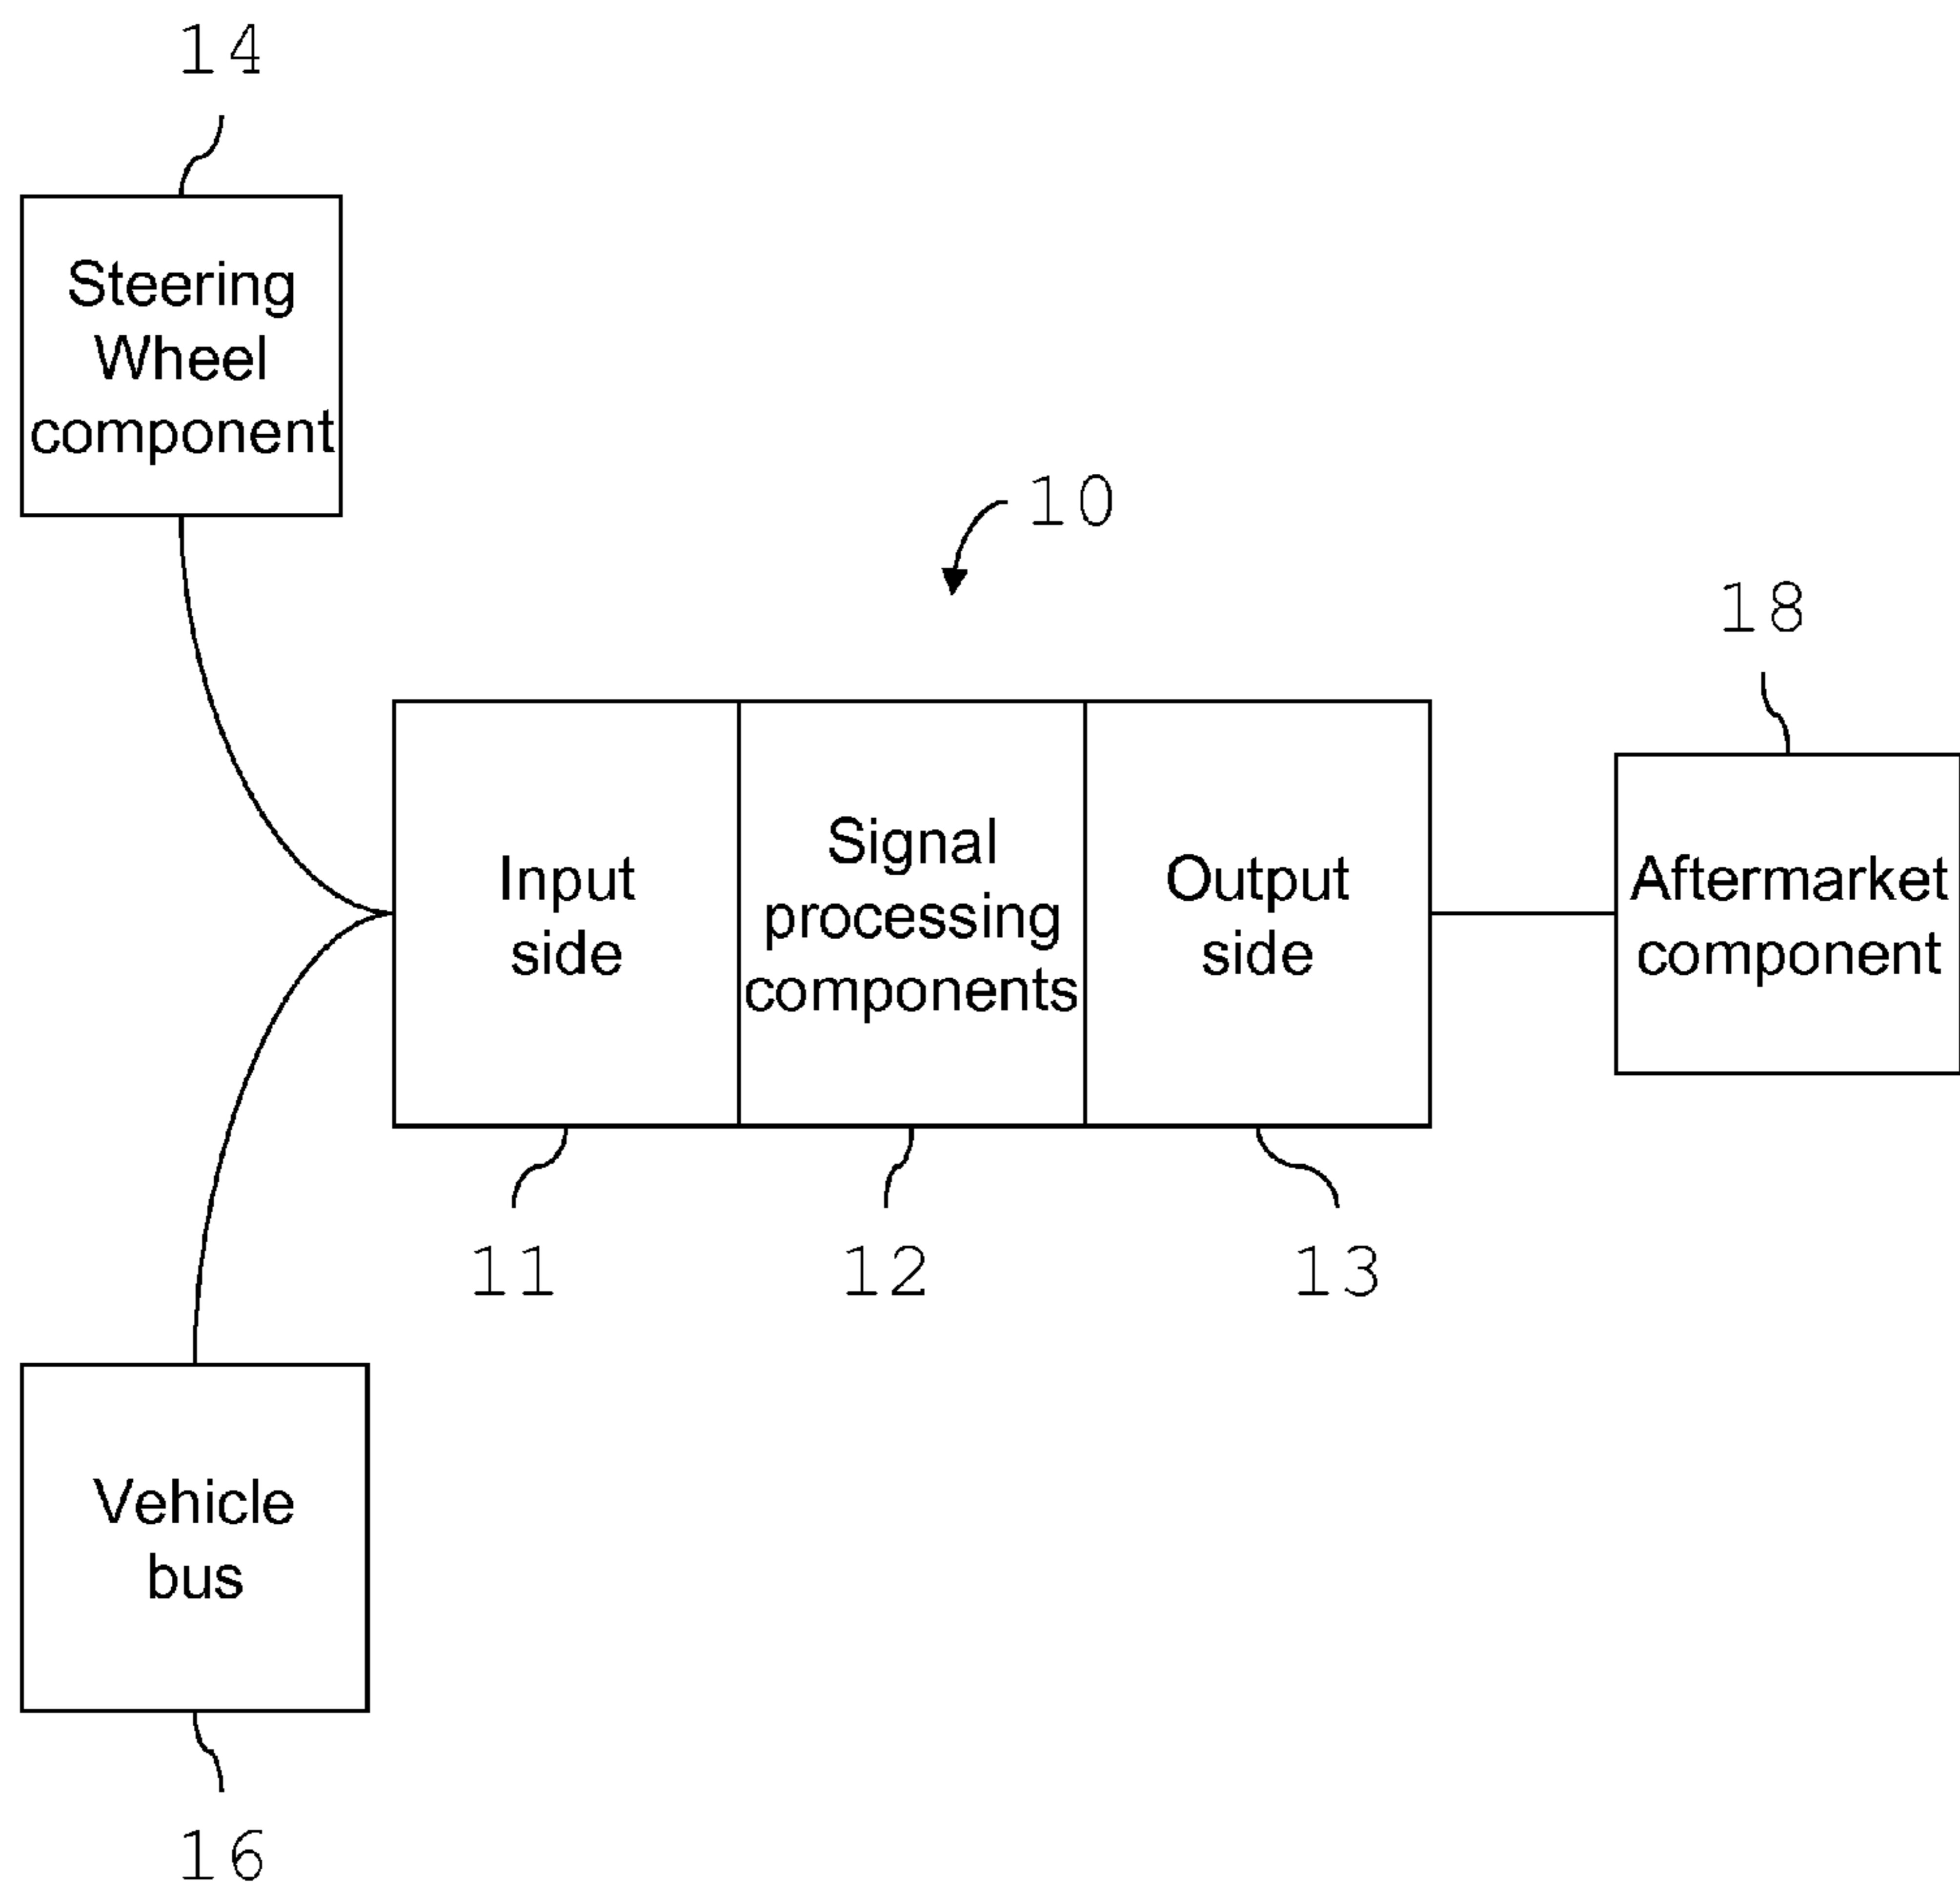 14
Steering
Wheel
component
10
18
Input
side
Signal
processing
components
Output
side
Aftermarket
component
11
12
13
Vehicle
bus
16